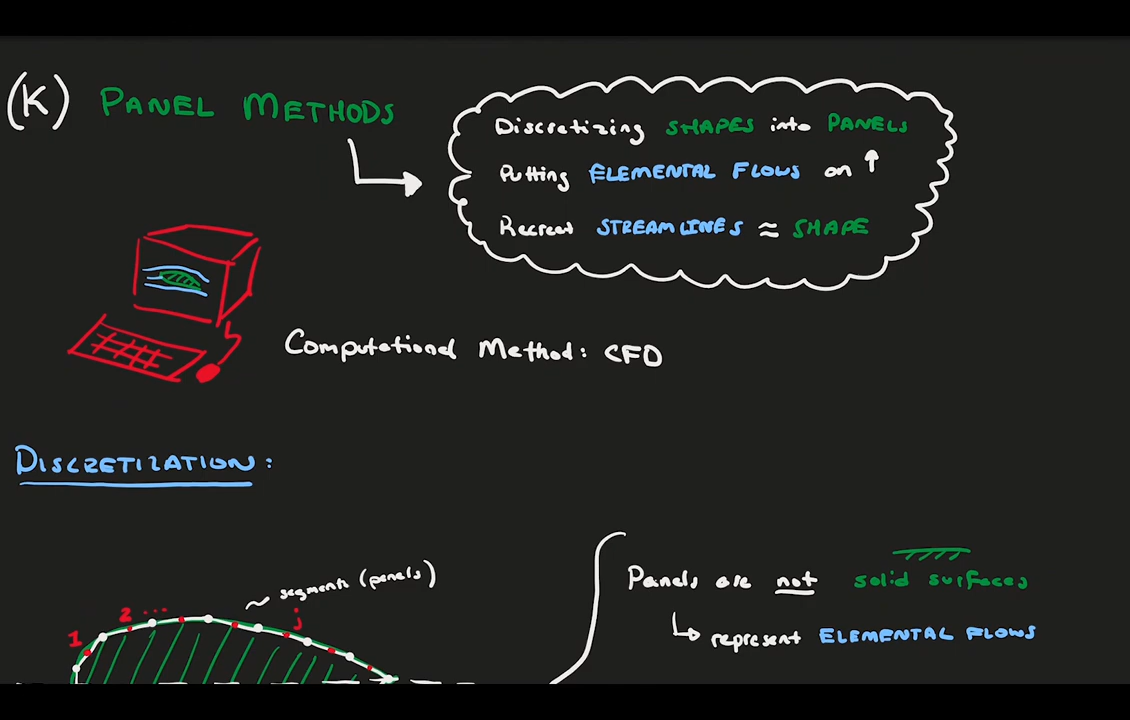 (K) PANEL METHODS
Discretizing SHAPES into PANELS
Putting ELEMENTAL FLOWS on ↑
Recreat STREAMLINES ≈ SHAPE
Computational Method: CFD
DISCRETIZATION:
segments (panels)
1 2 ... j
Panels are not solid surfaces
represent ELEMENTAL FLOWS